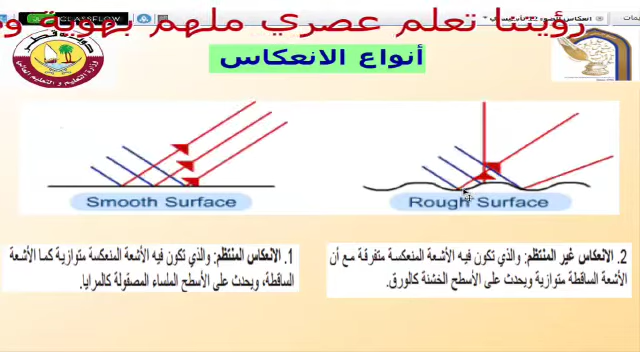 رؤيتنا تعلم عصري ملهم بهوية
CLASSFLOW
أنواع الانعكاس
Smooth Surface
Rough Surface
1. الانعكاس المنتظم: والذي تكون فيه الأشعة المنعكسة متوازية كما الأشعة
الساقطة، ويحدث على الأسطح الملساء المصقولة كالمرايا.
2. الانعكاس غير المنتظم: والذي تكون فيه الأشعة المنعكسة متفرقة مع أن
الأشعة الساقطة متوازية ويحدث على الأسطح الخشنة كالورق.